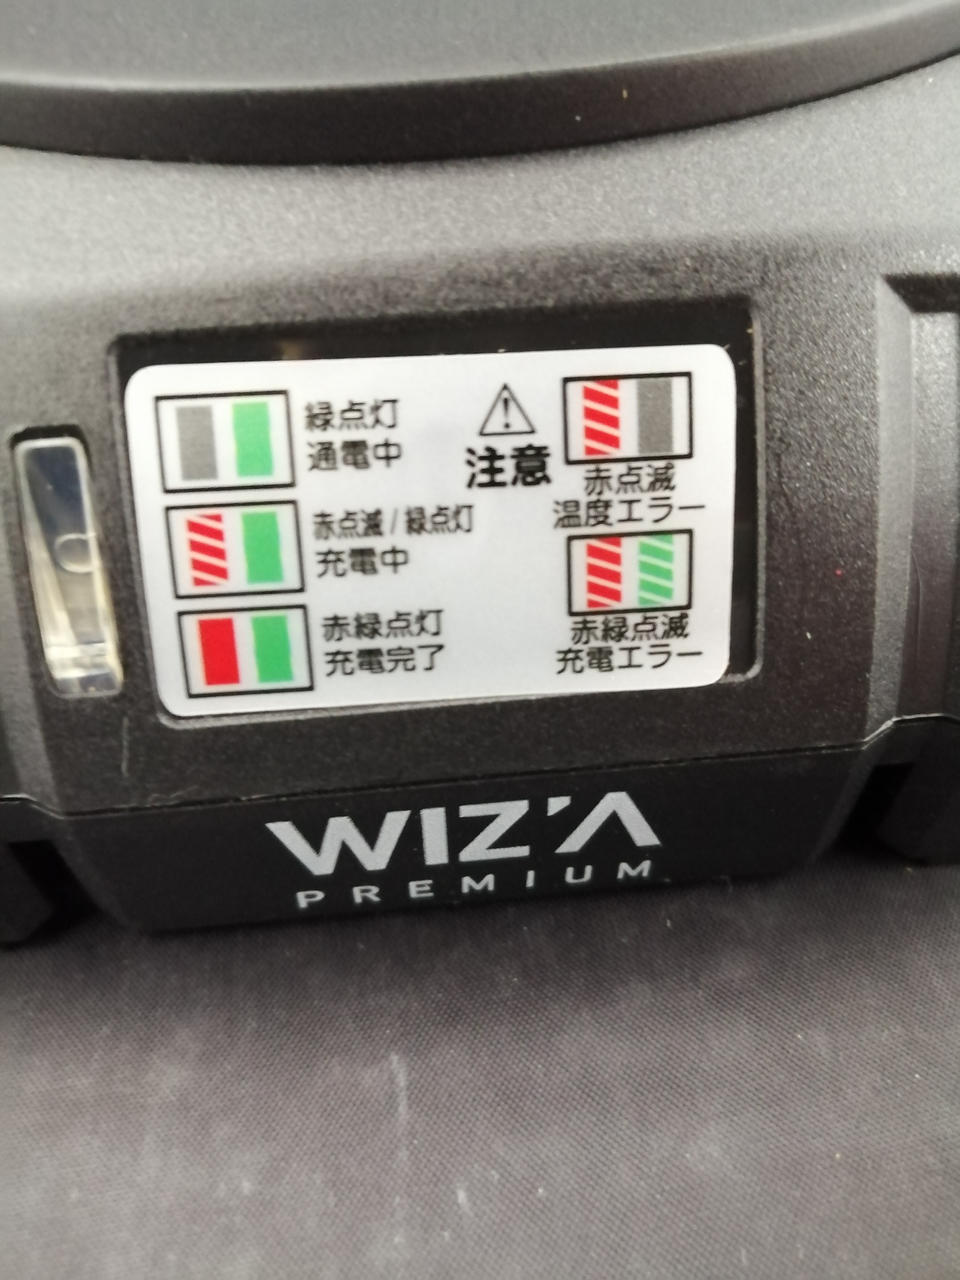 緑点灯
通電中
赤点滅 / 緑点灯
充電中
赤緑点灯
充電完了
注意
赤点滅
温度エラー
赤緑点滅
充電エラー
WIZ'A
PREMIUM